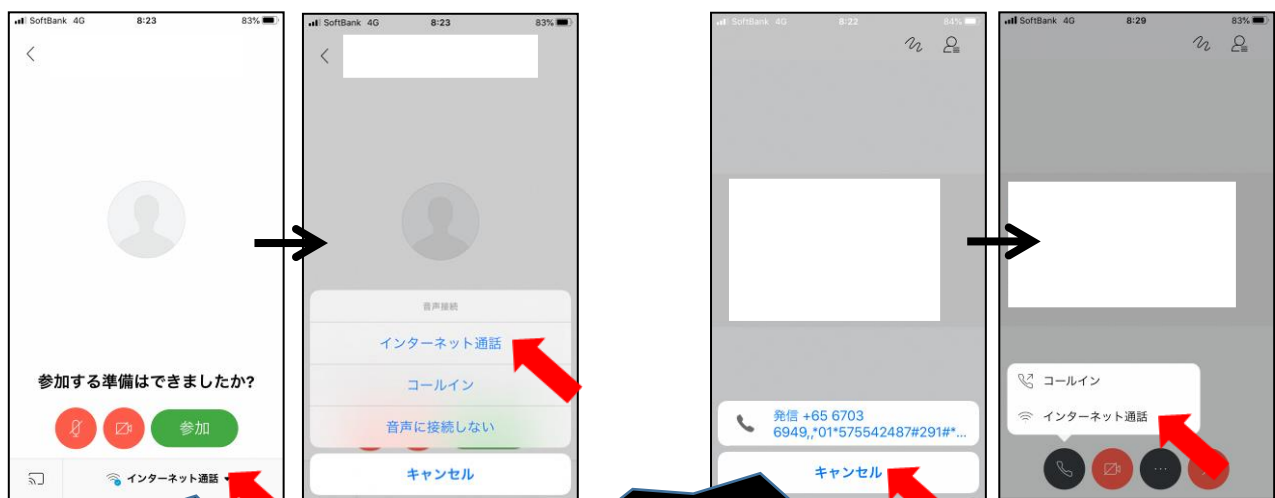 SoftBank 4G 8:23 83%
参加する準備はできましたか?
参加
インターネット通話
SoftBank 4G 8:23 83%
音声接続
インターネット通話
コールイン
音声に接続しない
キャンセル
SoftBank 4G 8:22 84%
発信 +65 6703
6949,,*01*575542487#291#*...
キャンセル
SoftBank 4G 8:29 83%
コールイン
インターネット通話